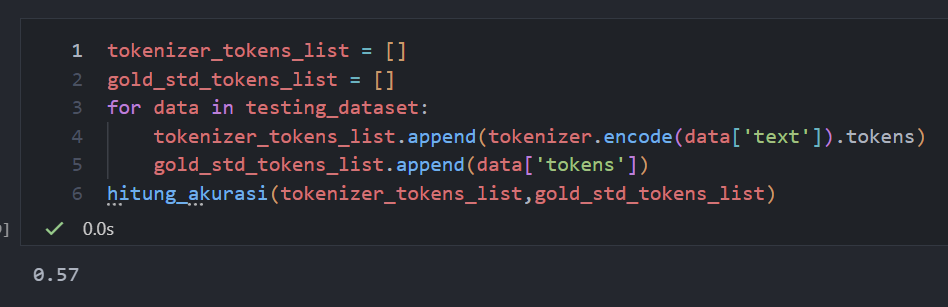 1 tokenizer_tokens_list = []
2 gold_std_tokens_list = []
3 for data in testing_dataset:
4 tokenizer_tokens_list.append(tokenizer.encode(data['text']).tokens)
5 gold_std_tokens_list.append(data['tokens'])
6 hitung_akurasi(tokenizer_tokens_list,gold_std_tokens_list)
] ✓ 0.0s
0.57